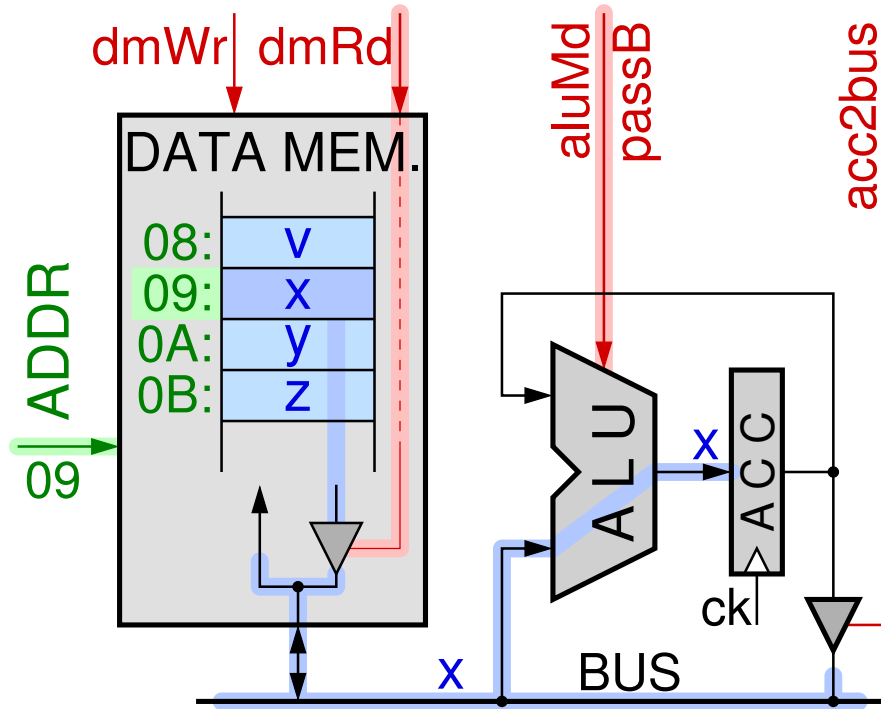 dmWr
dmRd
aluMd
passB
acc2bus
DATA MEM.
08: v
09: x
0A: y
0B: z
ADDR
09
ALU
x
ACC
ck
x
BUS